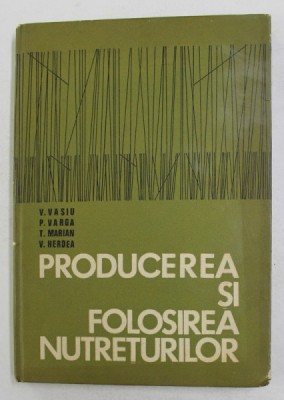 V. VASIU
P. VARGA
T. MARIAN
V. HERDEA
PRODUCEREA
SI
FOLOSIREA
NUTRETURILOR